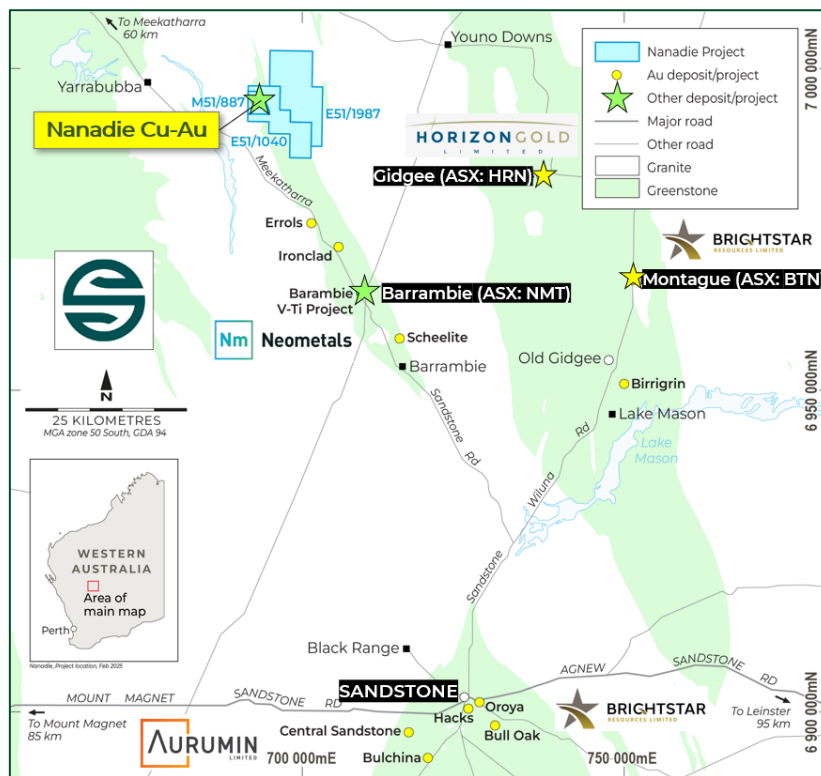 To Meekatharra
60 km
Yarrabubba
Youno Downs
7 000 000mN
Nanadie Project
Au deposit/project
Other deposit/project
Major road
Other road
Granite
Greenstone
M51/887
E51/1987
E51/1040
Nanadie Cu-Au
HORIZONGOLD
LIMITED
Gidgee (ASX: HRN)
Meekatharra
Errols
Ironclad
BRIGHTSTAR
RESOURCES LIMITED
Montague (ASX: BTN)
Barambie
V-Ti Project
Barrambie (ASX: NMT)
Nm Neometals
Scheelite
Barrambie
Old Gidgee
Birrigrin
Lake Mason
6 950 000mN
N
25 KILOMETRES
MGA zone 50 South, GDA 94
Sandstone
Rd
Lake
Mason
Rd
Wiluna
Sandstone
WESTERN
AUSTRALIA
Area of
main map
Perth
Nanadie, Project location, Feb 2025
Black Range
AGNEW
SANDSTONE
RD
SANDSTONE
MOUNT MAGNET
SANDSTONE
RD
To Mount Magnet
85 km
Hacks
Oroya
Bull Oak
Central Sandstone
Bulchina
BRIGHTSTAR
RESOURCES LIMITED
To Leinster
95 km
AURUMIN
LIMITED
700 000mE
750 000mE
6 900 000mN